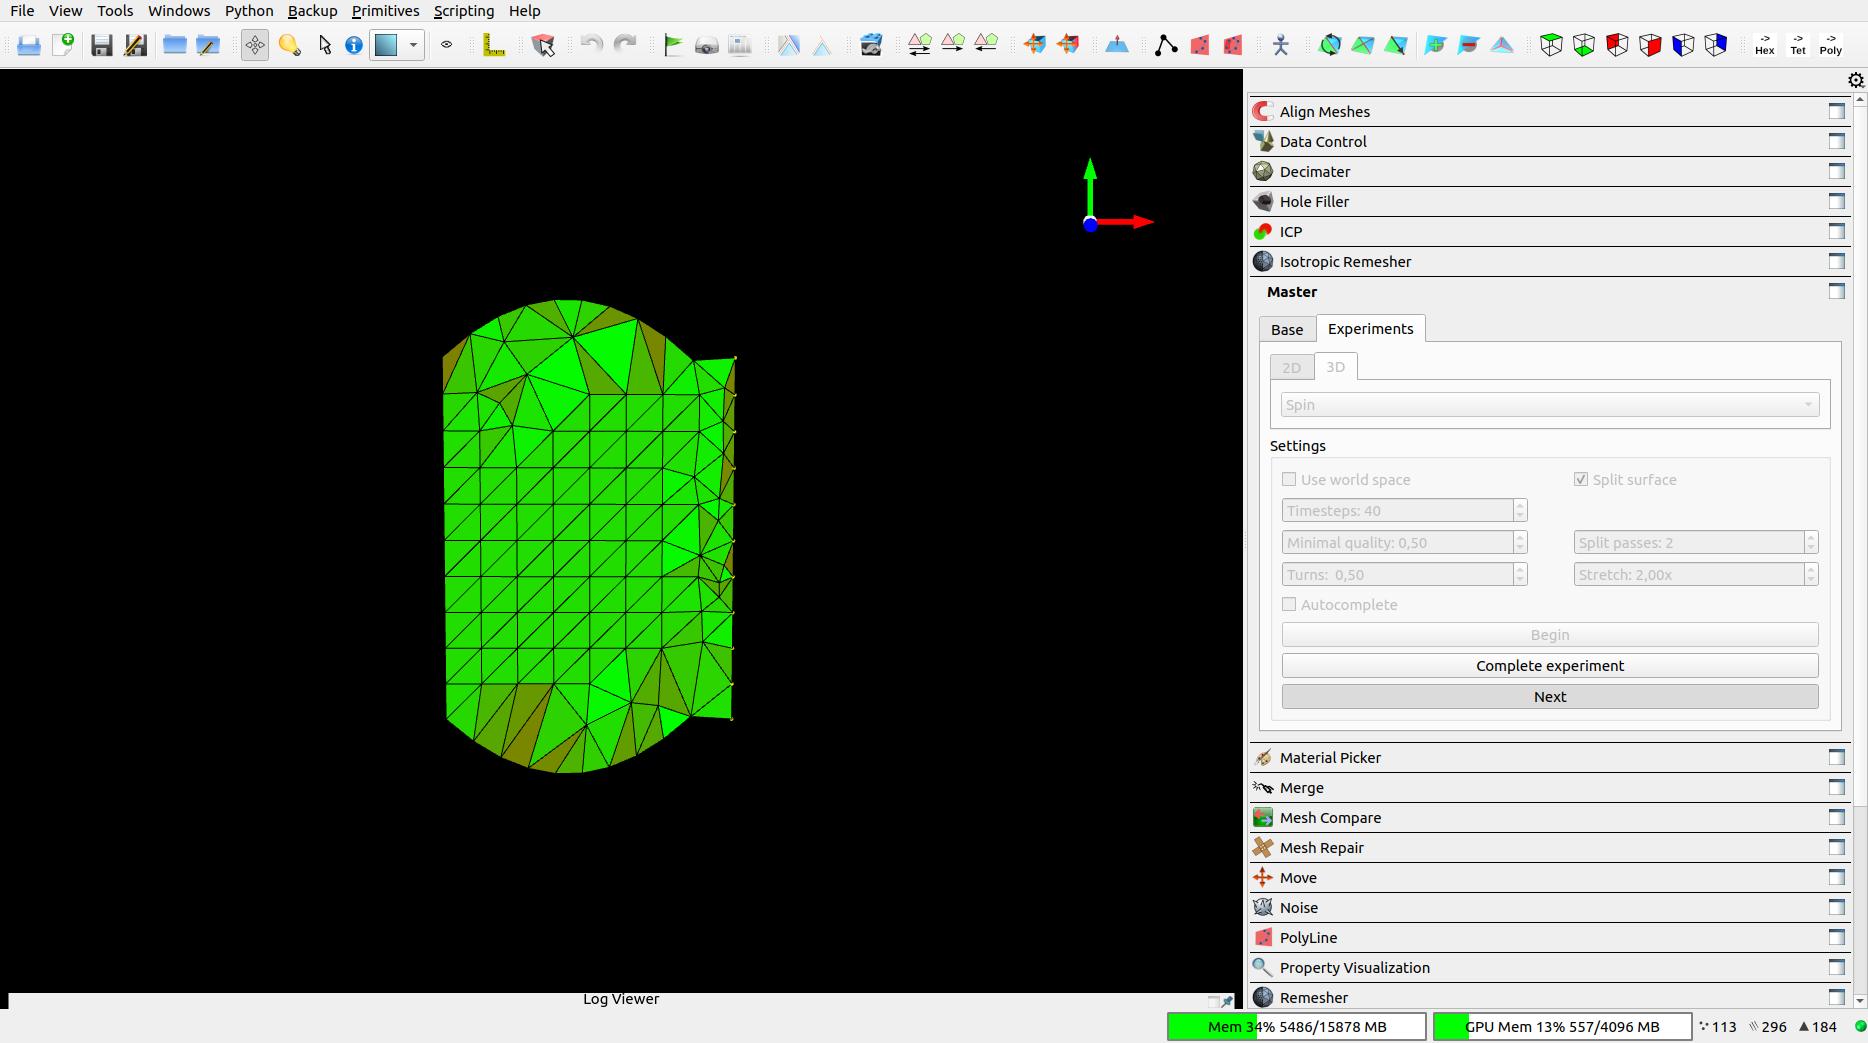 File View Tools Windows Python Backup Primitives Scripting Help
-> Hex -> Tet -> Poly
Align Meshes
Data Control
Decimater
Hole Filler
ICP
Isotropic Remesher
Master
Base Experiments
2D 3D
Spin
Settings
Use world space Split surface
Timesteps: 40
Minimal quality: 0,50 Split passes: 2
Turns: 0,50 Stretch: 2,00x
Autocomplete
Begin
Complete experiment
Next
Material Picker
Merge
Mesh Compare
Mesh Repair
Move
Noise
PolyLine
Property Visualization
Remesher
Log Viewer
Mem 34% 5486/15878 MB GPU Mem 13% 557/4096 MB 113 296 184